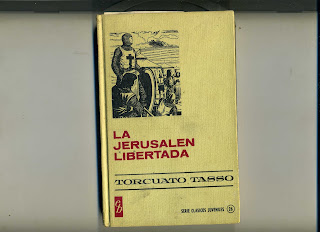 LA
JERUSALEN
LIBERTADA
TORCUATO TASSO
SERIE CLASICOS JUVENILES